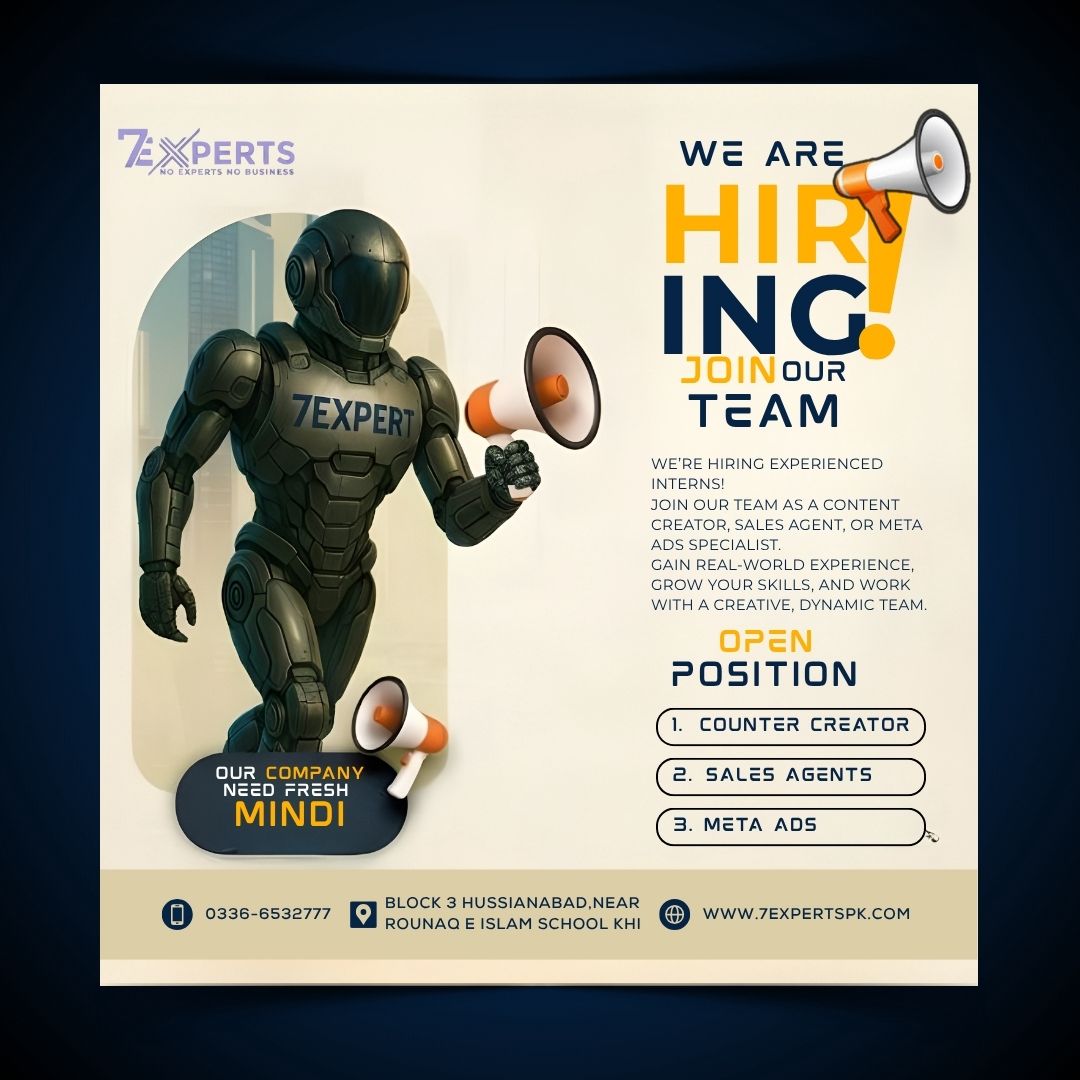 7EXPERTS
NO EXPERTS NO BUSINESS
WE ARE
HIR
ING!
JOIN OUR
TEAM
7EXPERT
WE'RE HIRING EXPERIENCED
INTERNS!
JOIN OUR TEAM AS A CONTENT
CREATOR, SALES AGENT, OR META
ADS SPECIALIST.
GAIN REAL-WORLD EXPERIENCE,
GROW YOUR SKILLS, AND WORK
WITH A CREATIVE, DYNAMIC TEAM.
OPEN
POSITION
1. COUNTER CREATOR
2. SALES AGENTS
3. META ADS
OUR COMPANY
NEED FRESH
MINDI
0336-6532777
BLOCK 3 HUSSIANABAD,NEAR
ROUNAQ E ISLAM SCHOOL KHI
WWW.7EXPERTSPK.COM